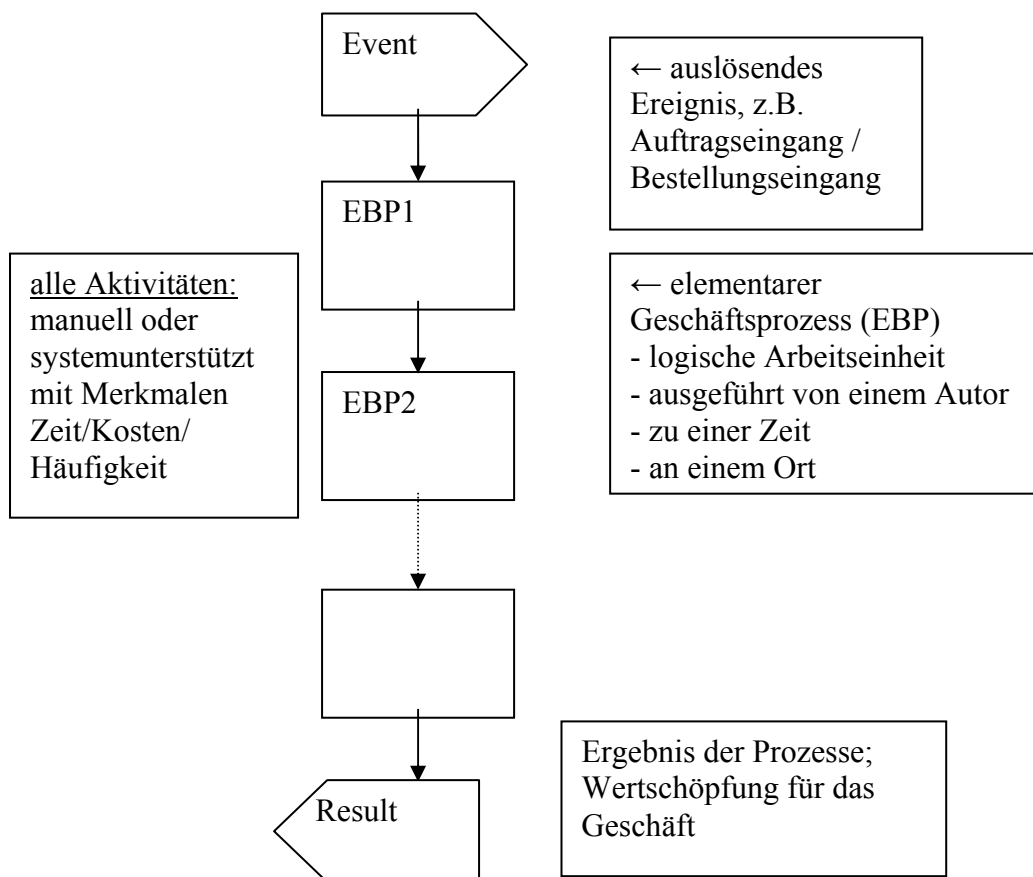 Event
← auslösendes
Ereignis, z.B.
Auftragseingang /
Bestellungseingang
EBP1
alle Aktivitäten:
manuell oder
systemunterstützt
mit Merkmalen
Zeit/Kosten/
Häufigkeit
← elementarer
Geschäftsprozess (EBP)
- logische Arbeitseinheit
- ausgeführt von einem Autor
- zu einer Zeit
- an einem Ort
EBP2
Ergebnis der Prozesse;
Wertschöpfung für das
Geschäft
Result